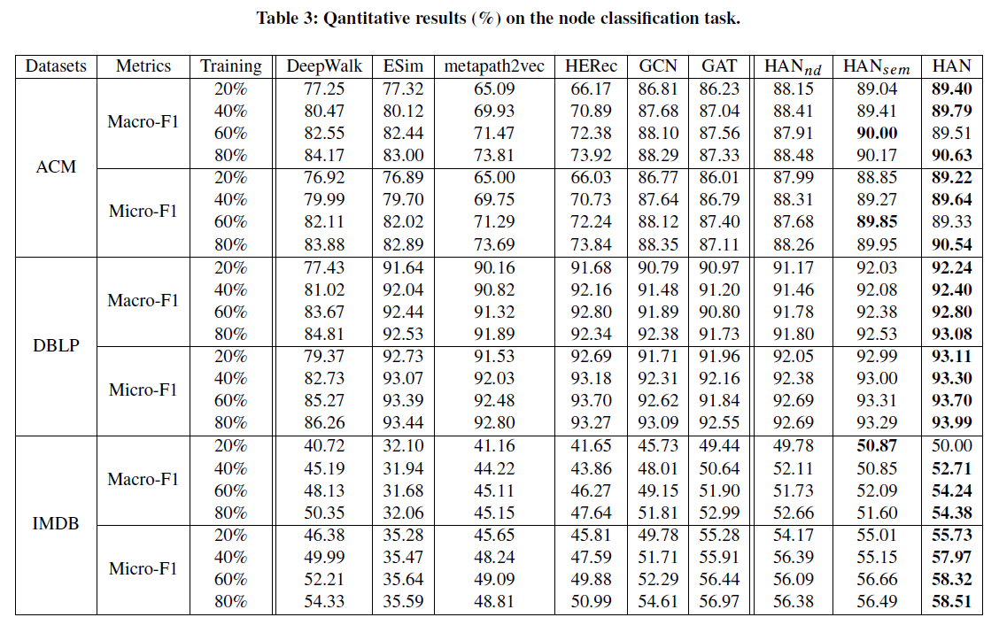 Table 3: Qantitative results (%) on the node classification task.
Datasets Metrics Training DeepWalk ESim metapath2vec HERec GCN GAT HANnd HANsem HAN
ACM Macro-F1 20% 77.25 77.32 65.09 66.17 86.81 86.23 88.15 89.04 89.40
40% 80.47 80.12 69.93 70.89 87.68 87.04 88.41 89.41 89.79
60% 82.55 82.44 71.47 72.38 88.10 87.56 87.91 90.00 89.51
80% 84.17 83.00 73.81 73.92 88.29 87.33 88.48 90.17 90.63
Micro-F1 20% 76.92 76.89 65.00 66.03 86.77 86.01 87.99 88.85 89.22
40% 79.99 79.70 69.75 70.73 87.64 86.79 88.31 89.27 89.64
60% 82.11 82.02 71.29 72.24 88.12 87.40 87.68 89.85 89.33
80% 83.88 82.89 73.69 73.84 88.35 87.11 88.26 89.95 90.54
DBLP Macro-F1 20% 77.43 91.64 90.16 91.68 90.79 90.97 91.17 92.03 92.24
40% 81.02 92.04 90.82 92.16 91.48 91.20 91.46 92.08 92.40
60% 83.67 92.44 91.32 92.80 91.89 90.80 91.78 92.38 92.80
80% 84.81 92.53 91.89 92.34 92.38 91.73 91.80 92.53 93.08
Micro-F1 20% 79.37 92.73 91.53 92.69 91.71 91.96 92.05 92.99 93.11
40% 82.73 93.07 92.03 93.18 92.31 92.16 92.38 93.00 93.30
60% 85.27 93.39 92.48 93.70 92.62 91.84 92.69 93.31 93.70
80% 86.26 93.44 92.80 93.27 93.09 92.55 92.69 93.29 93.99
IMDB Macro-F1 20% 40.72 32.10 41.16 41.65 45.73 49.44 49.78 50.87 50.00
40% 45.19 31.94 44.22 43.86 48.01 50.64 52.11 50.85 52.71
60% 48.13 31.68 45.11 46.27 49.15 51.90 51.73 52.09 54.24
80% 50.35 32.06 45.15 47.64 51.81 52.99 52.66 51.60 54.38
Micro-F1 20% 46.38 35.28 45.65 45.81 49.78 55.28 54.17 55.01 55.73
40% 49.99 35.47 48.24 47.59 51.71 55.91 56.39 55.15 57.97
60% 52.21 35.64 49.09 49.88 52.29 56.44 56.09 56.66 58.32
80% 54.33 35.59 48.81 50.99 54.61 56.97 56.38 56.49 58.51